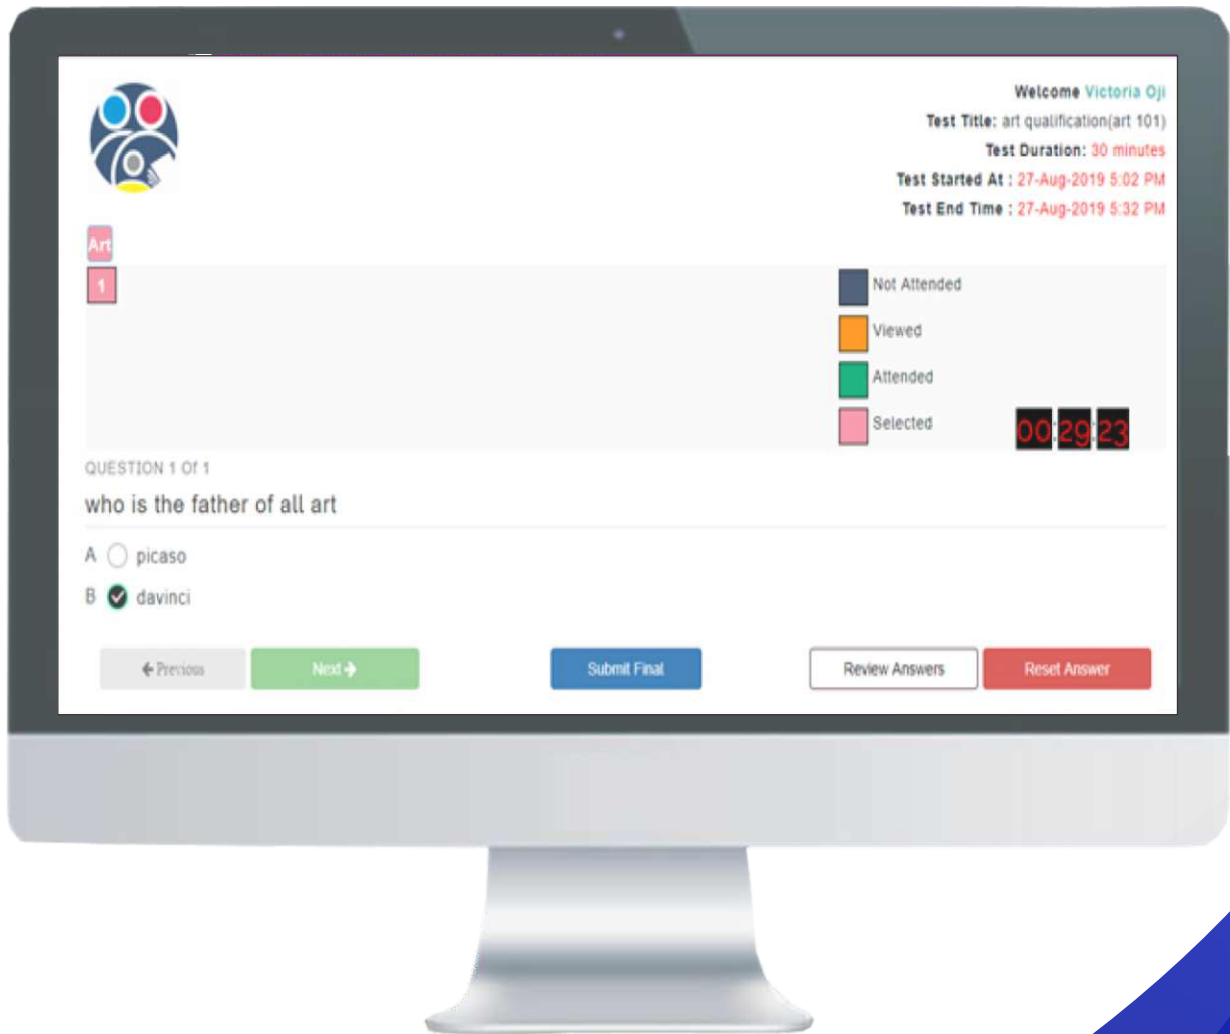 Welcome Victoria Oji
Test Title: art qualification(art 101)
Test Duration: 30 minutes
Test Started At : 27-Aug-2019 5:02 PM
Test End Time : 27-Aug-2019 5:32 PM
Art
1
Not Attended
Viewed
Attended
Selected
00:29:23
QUESTION 1 Of 1
who is the father of all art
A picaso
B davinci
Previous Next Submit Final Review Answers Reset Answer